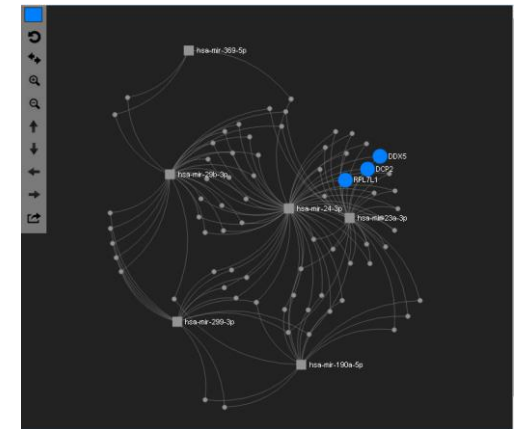 hsa-mir-369-5p
DDX5
DCP2
hsa-mir-29b-3p
RPL7L1
hsa-mir-24-3p
hsa-mir-23a-3p
hsa-mir-299-3p
hsa-mir-190a-5p